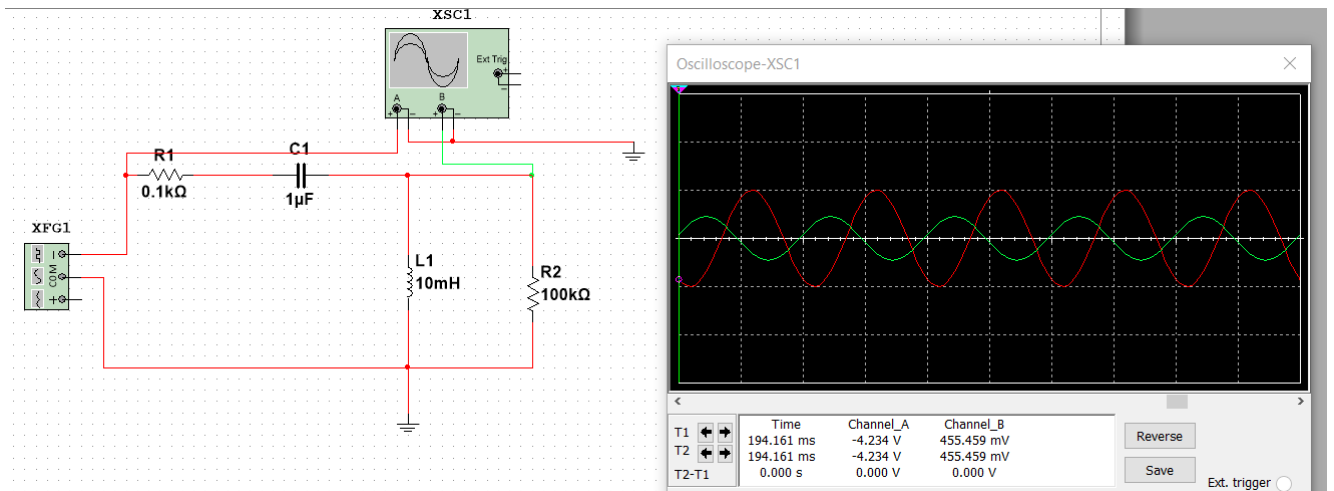 XSC1
Ext Trig
+
-
A
B
+ - + -
R1
0.1kΩ
C1
1µF
XFG1
COM
+
L1
10mH
R2
100kΩ
Oscilloscope-XSC1
Time Channel_A Channel_B
T1 194.161 ms -4.234 V 455.459 mV
T2 194.161 ms -4.234 V 455.459 mV
T2-T1 0.000 s 0.000 V 0.000 V
Reverse
Save
Ext. trigger